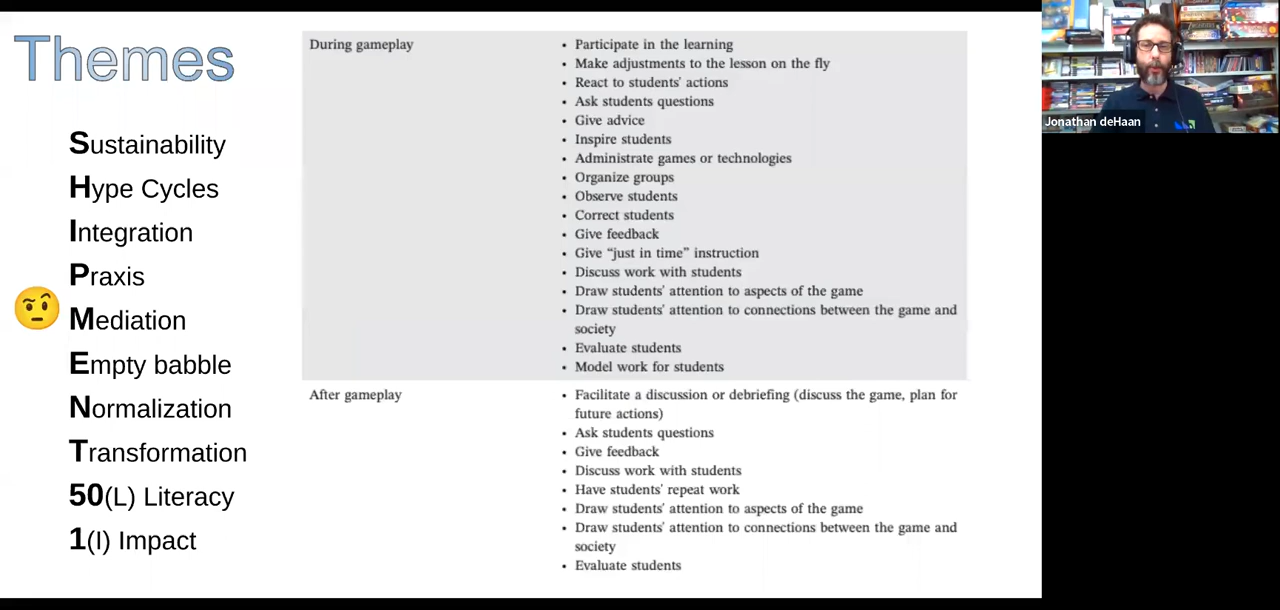 Themes
Sustainability
Hype Cycles
Integration
Praxis
Mediation
Empty babble
Normalization
Transformation
50(L) Literacy
1(I) Impact
During gameplay
• Participate in the learning
• Make adjustments to the lesson on the fly
• React to students' actions
• Ask students questions
• Give advice
• Inspire students
• Administrate games or technologies
• Organize groups
• Observe students
• Correct students
• Give feedback
• Give “just in time” instruction
• Discuss work with students
• Draw students' attention to aspects of the game
• Draw students' attention to connections between the game and
society
• Evaluate students
• Model work for students
After gameplay
• Facilitate a discussion or debriefing (discuss the game, plan for
future actions)
• Ask students questions
• Give feedback
• Discuss work with students
• Have students' repeat work
• Draw students' attention to aspects of the game
• Draw students' attention to connections between the game and
society
• Evaluate students
Jonathan deHaan